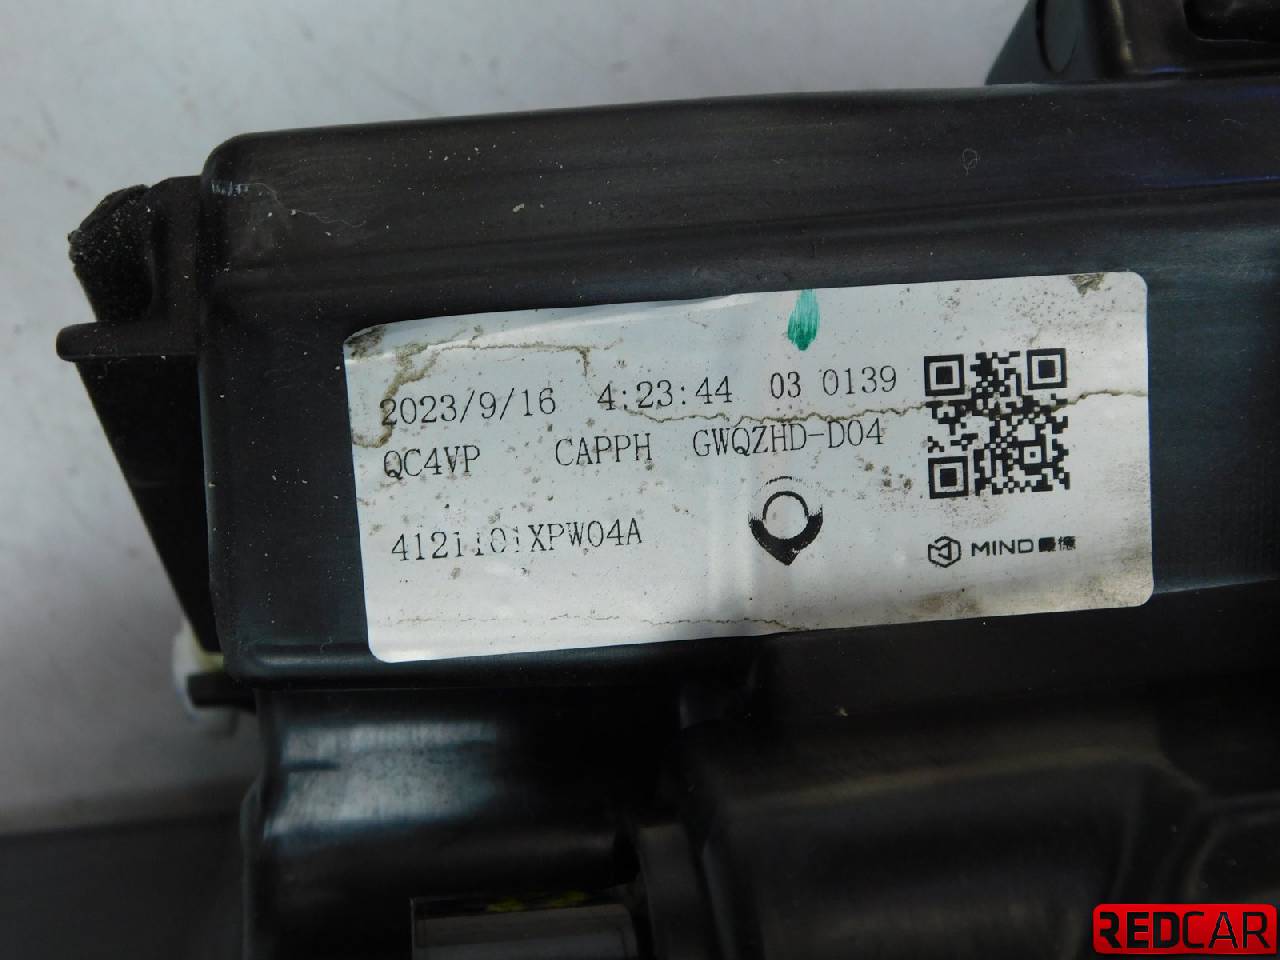 2023/9/16 4:23:44 03 0139
QC4VP CAPPH GWQZHD-D04
4121101XPW04A
MIND
REDCAR